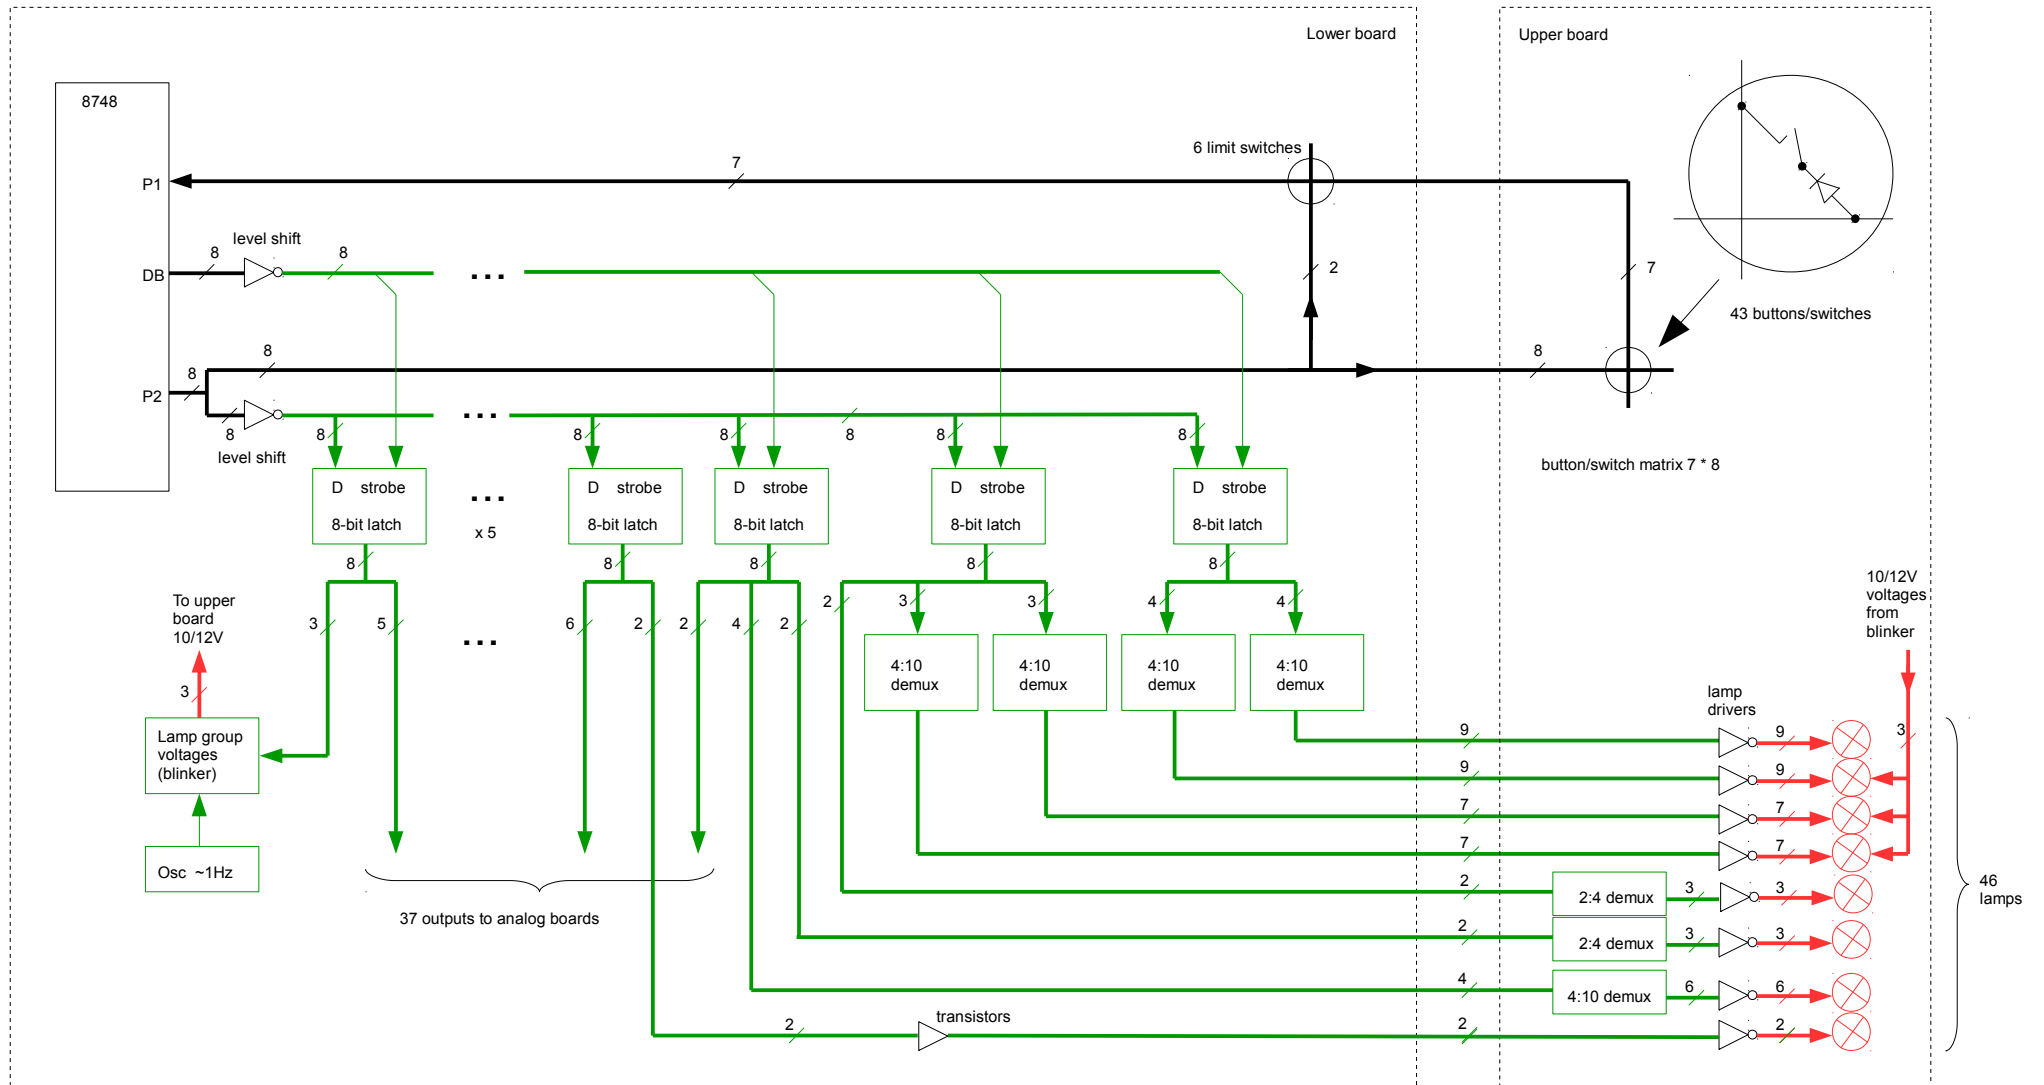 Lower board
Upper board
8748
P1
7
6 limit switches
level shift
8
8
DB
2
7
43 buttons/switches
8
8
8
P2
8
level shift
8
8
8
8
8
8
button/switch matrix 7 * 8
D strobe
8-bit latch
...
x 5
D strobe
8-bit latch
D strobe
8-bit latch
D strobe
8-bit latch
D strobe
8-bit latch
8
8
8
8
8
To upper
board
10/12V
3
5
...
6
2
2
4
2
2
3
3
4
4
10/12V
voltages
from
blinker
3
4:10
demux
4:10
demux
4:10
demux
4:10
demux
lamp
drivers
Lamp group
voltages
(blinker)
Osc ~1Hz
37 outputs to analog boards
9
9
9
9
3
7
7
7
7
2
2:4 demux
3
3
2
2:4 demux
3
3
4
4:10 demux
6
6
2
transistors
2
2
46
lamps